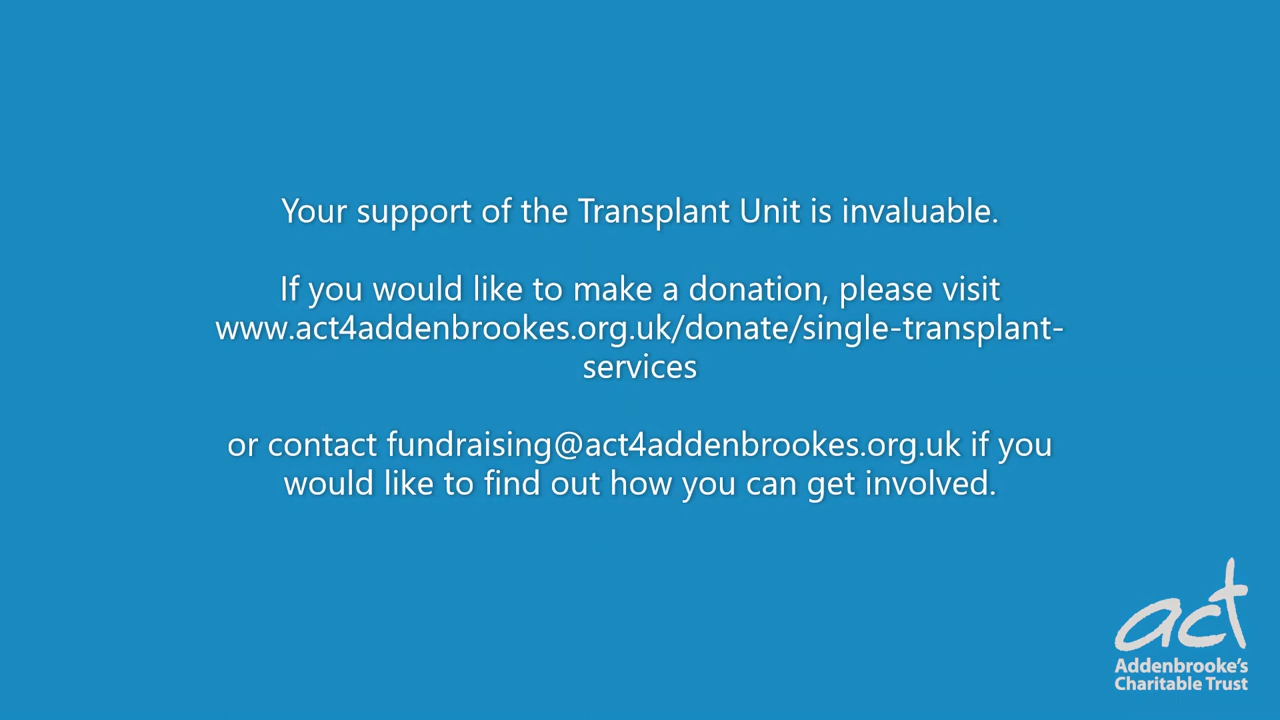 Your support of the Transplant Unit is invaluable.
If you would like to make a donation, please visit
www.act4addenbrookes.org.uk/donate/single-transplant-
services
or contact fundraising@act4addenbrookes.org.uk if you
would like to find out how you can get involved.
act
Addenbrooke's
Charitable Trust